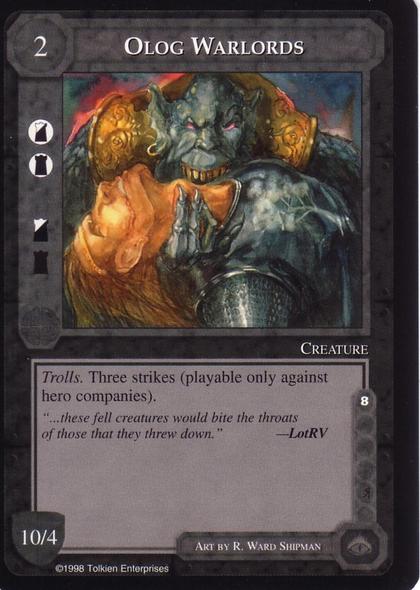 2
OLOG WARLORDS
CREATURE
Trolls. Three strikes (playable only against
hero companies).
8
“...these fell creatures would bite the throats
of those that they threw down.” —LotRV
10/4
ART BY R. WARD SHIPMAN
©1998 Tolkien Enterprises